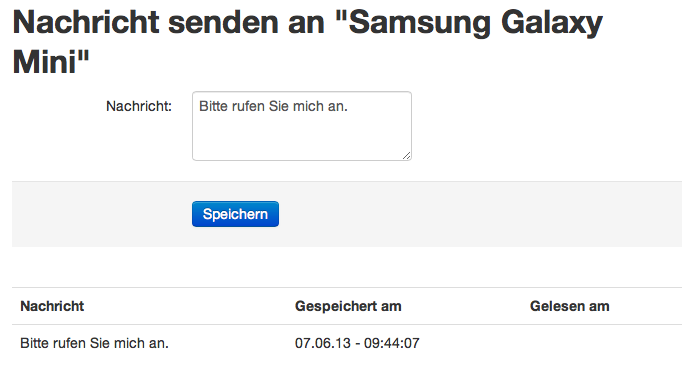 Nachricht senden an "Samsung Galaxy
Mini"
Nachricht: Bitte rufen Sie mich an.
Speichern
Nachricht Gespeichert am Gelesen am
Bitte rufen Sie mich an. 07.06.13 - 09:44:07